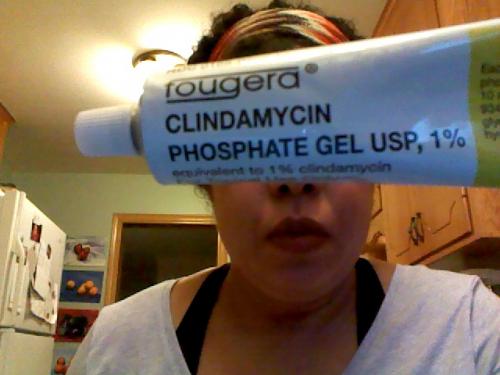 fougera®
CLINDAMYCIN
PHOSPHATE GEL USP, 1%
equivalent to 1% clindamycin